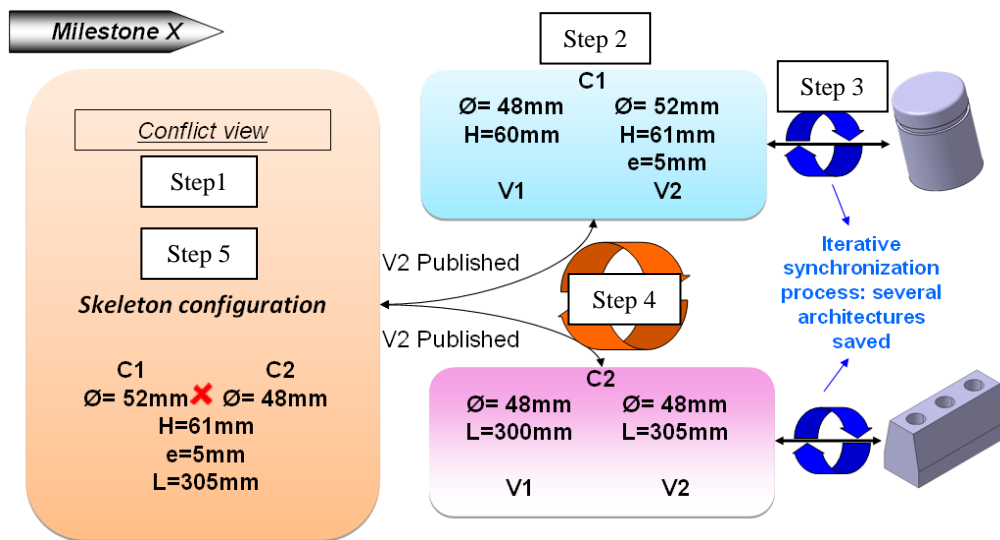 Milestone X
Conflict view
Step1
Step 5
Skeleton configuration
C1 C2
Ø= 52mm Ø= 48mm
H=61mm
e=5mm
L=305mm
V2 Published
V2 Published
Step 2
C1
Ø= 48mm Ø= 52mm
H=60mm H=61mm
e=5mm
V1 V2
Step 3
Step 4
C2
Ø= 48mm Ø= 48mm
L=300mm L=305mm
V1 V2
Iterative
synchronization
process: several
architectures
saved